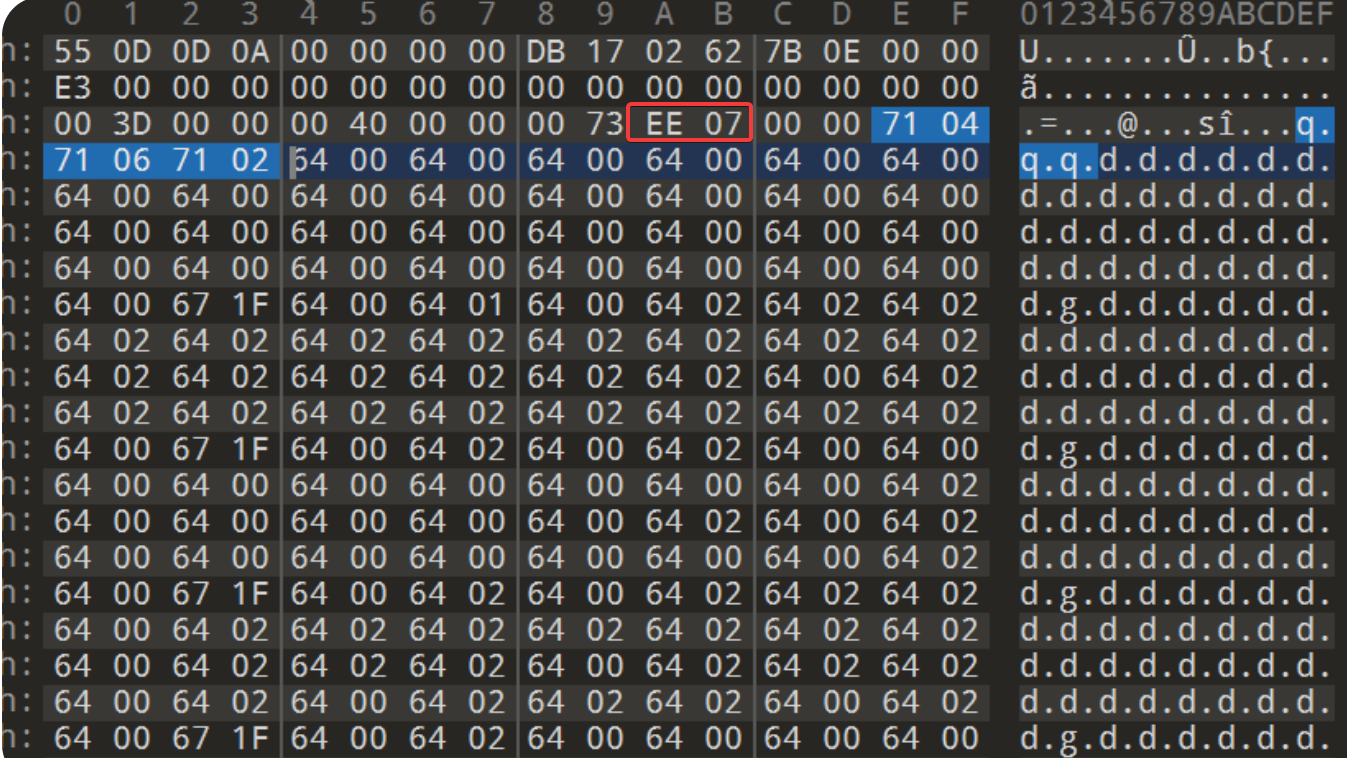 0 1 2 3 4 5 6 7 8 9 A B C D E F 0123456789ABCDEF
h: 55 0D 0D 0A 00 00 00 00 DB 17 02 62 7B 0E 00 00 U.......Û..b{...
h: E3 00 00 00 00 00 00 00 00 00 00 00 00 00 00 00 ã...............
h: 00 3D 00 00 00 40 00 00 00 73 EE 07 00 00 71 04 .=...@...sî...q.
h: 71 06 71 02 64 00 64 00 64 00 64 00 64 00 64 00 q.q.d.d.d.d.d.d.
h: 64 00 64 00 64 00 64 00 64 00 64 00 64 00 64 00 d.d.d.d.d.d.d.d.
h: 64 00 64 00 64 00 64 00 64 00 64 00 64 00 64 00 d.d.d.d.d.d.d.d.
h: 64 00 64 00 64 00 64 00 64 00 64 00 64 00 64 00 d.d.d.d.d.d.d.d.
h: 64 00 67 1F 64 00 64 01 64 00 64 02 64 02 64 02 d.g.d.d.d.d.d.d.
h: 64 02 64 02 64 02 64 02 64 02 64 02 64 02 64 02 d.d.d.d.d.d.d.d.
h: 64 02 64 02 64 02 64 02 64 02 64 02 64 00 64 02 d.d.d.d.d.d.d.d.
h: 64 02 64 02 64 02 64 02 64 02 64 02 64 02 64 02 d.d.d.d.d.d.d.d.
h: 64 00 67 1F 64 00 64 02 64 00 64 02 64 00 64 00 d.g.d.d.d.d.d.d.
h: 64 00 64 00 64 00 64 00 64 00 64 00 64 00 64 02 d.d.d.d.d.d.d.d.
h: 64 00 64 00 64 00 64 00 64 00 64 02 64 00 64 02 d.d.d.d.d.d.d.d.
h: 64 00 64 00 64 00 64 00 64 00 64 00 64 00 64 02 d.d.d.d.d.d.d.d.
h: 64 00 67 1F 64 00 64 02 64 00 64 02 64 02 64 02 d.g.d.d.d.d.d.d.
h: 64 00 64 02 64 02 64 02 64 02 64 02 64 02 64 02 d.d.d.d.d.d.d.d.
h: 64 00 64 02 64 02 64 02 64 00 64 02 64 02 64 02 d.d.d.d.d.d.d.d.
h: 64 00 64 02 64 00 64 02 64 02 64 02 64 00 64 02 d.d.d.d.d.d.d.d.
h: 64 00 67 1F 64 00 64 02 64 00 64 00 64 00 64 00 d.g.d.d.d.d.d.d.